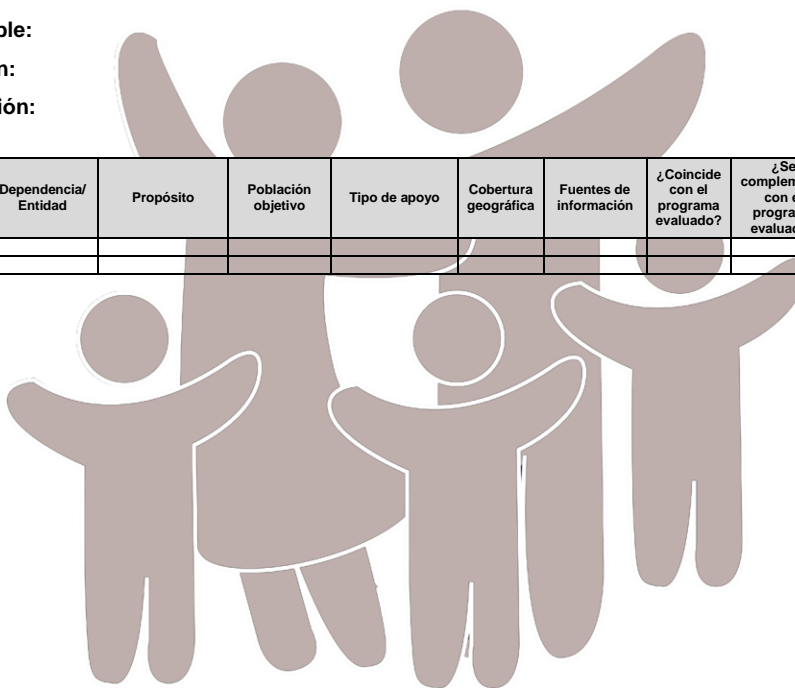 ble:
n:
ión:
Dependencia/
Entidad
Propósito
Población
objetivo
Tipo de apoyo
Cobertura
geográfica
Fuentes de
información
¿Coincide
con el
programa
evaluado?
¿Se
complem
con e
progra
evaluad